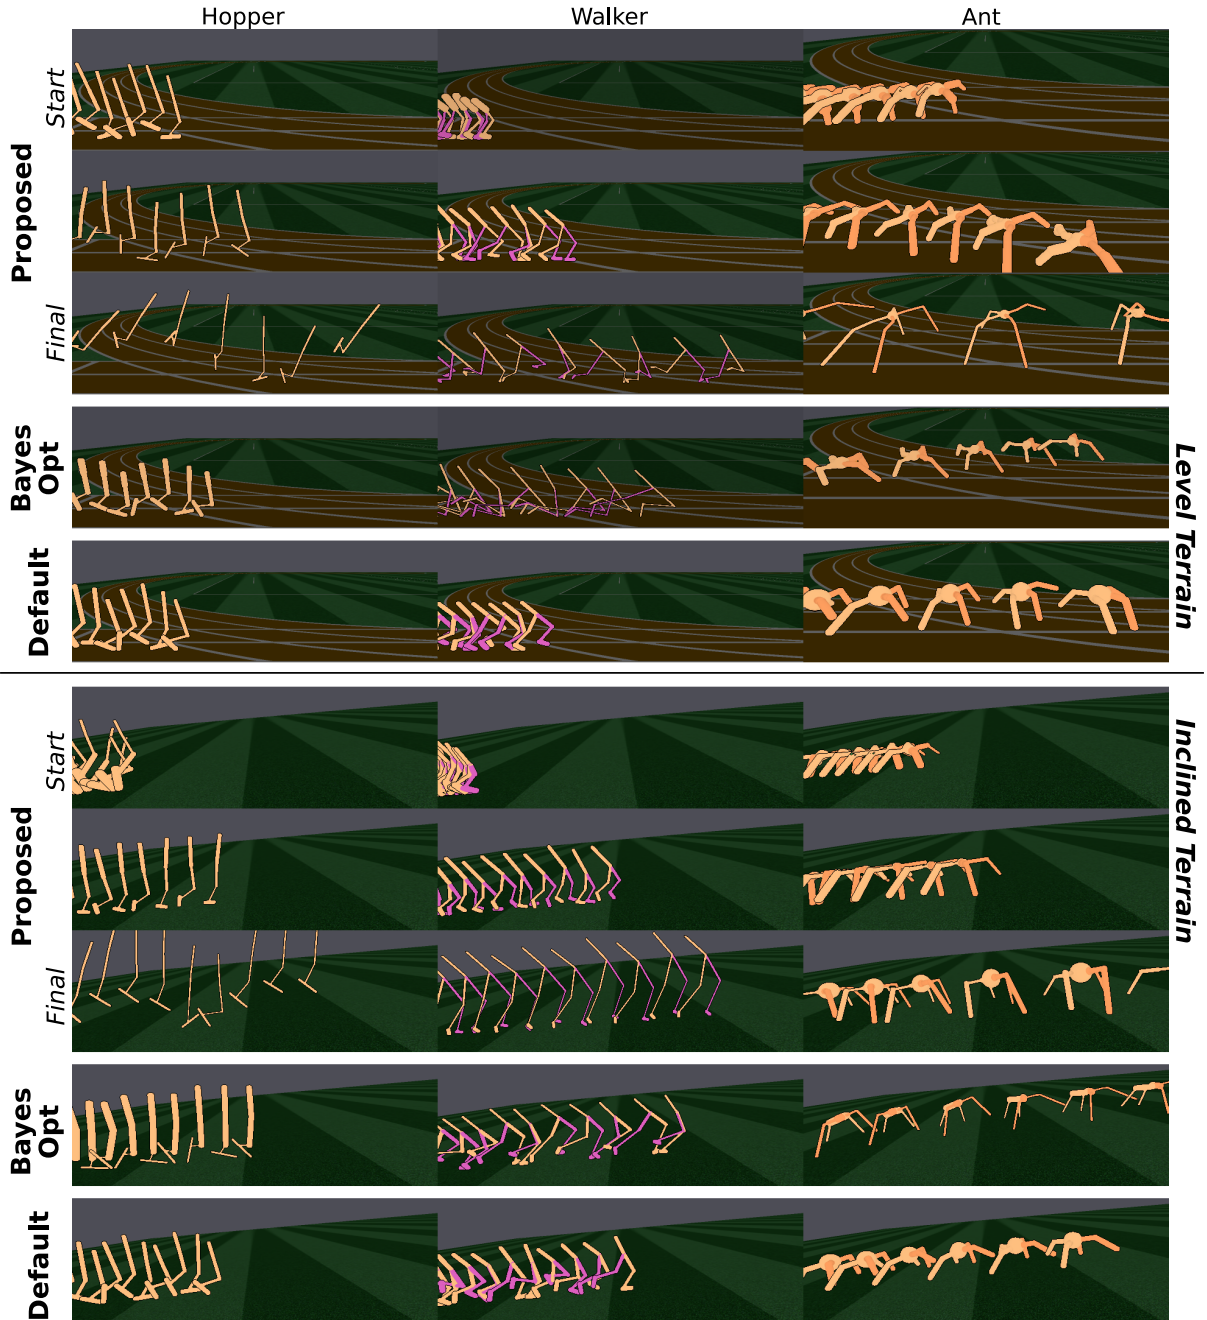 Hopper Walker Ant
Start
Proposed
Final
Bayes
Opt
Default
Level Terrain
Start
Proposed
Final
Bayes
Opt
Default
Inclined Terrain